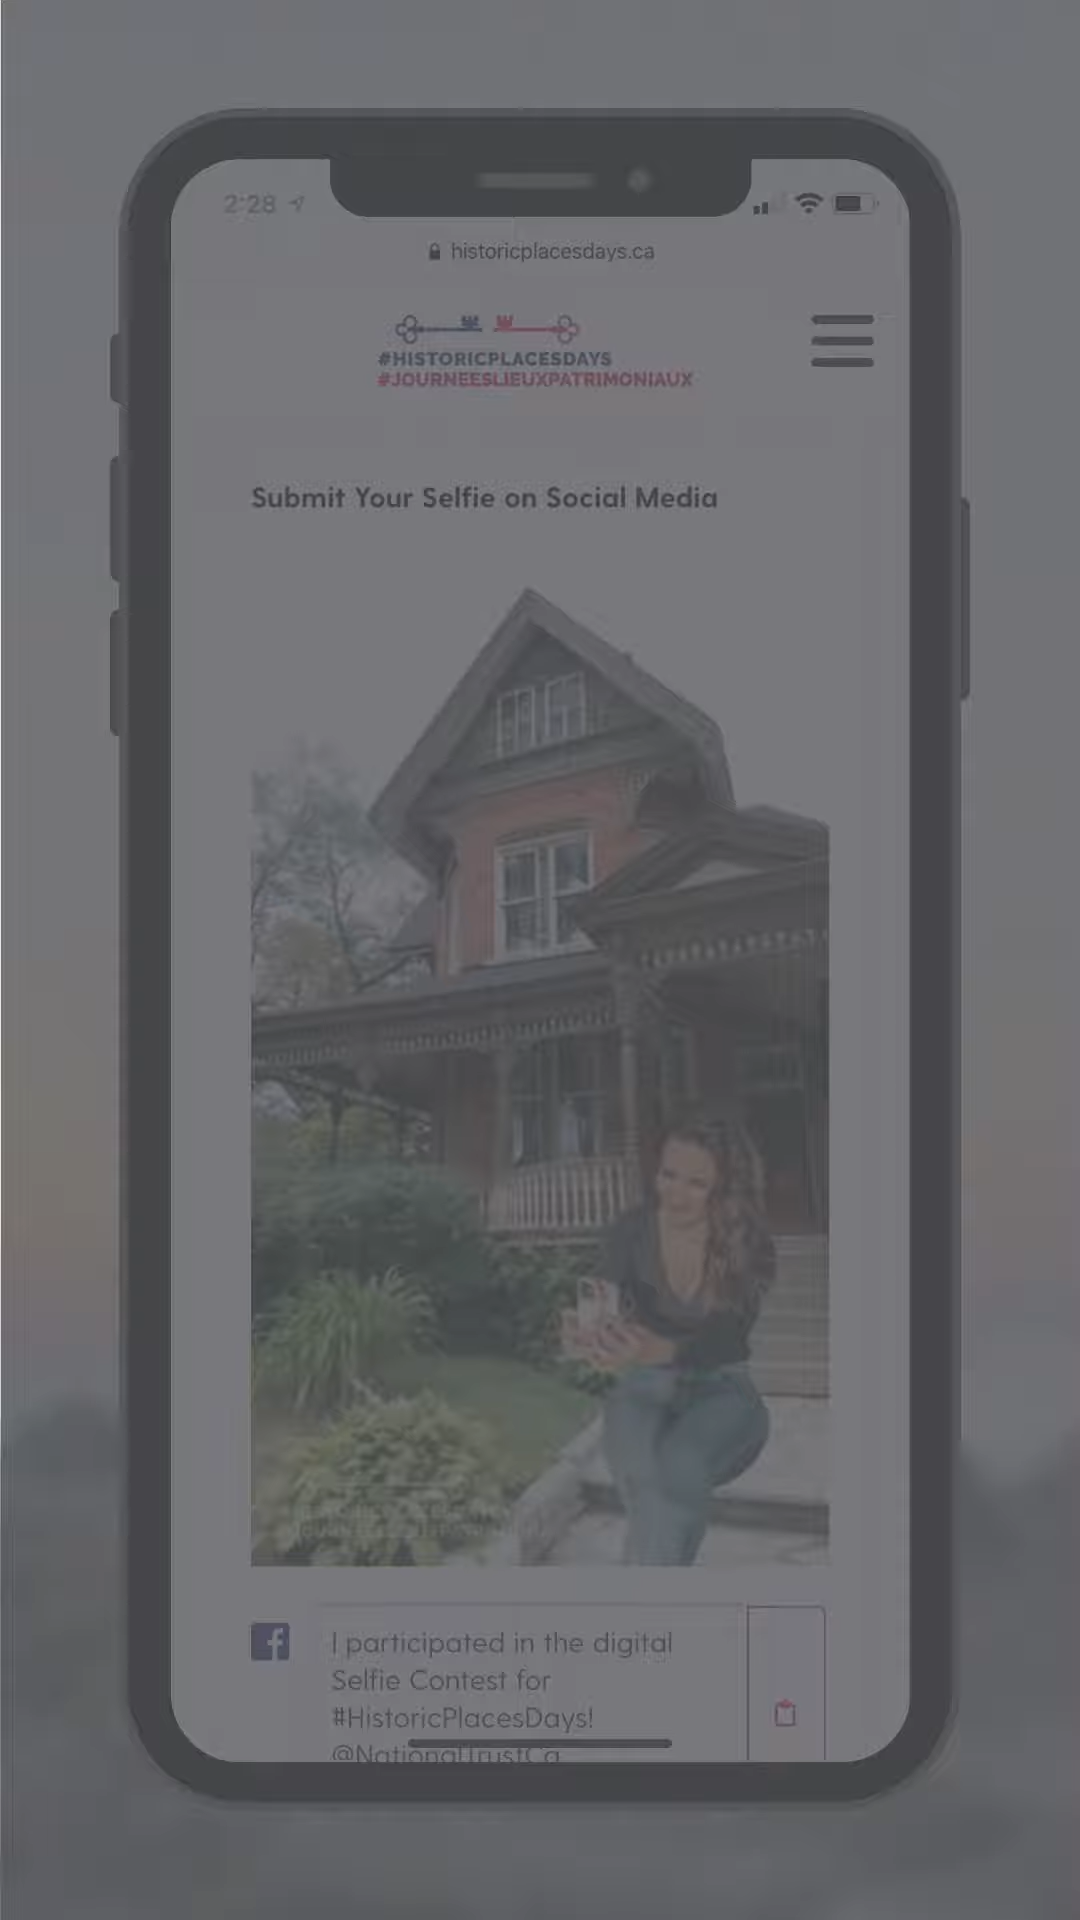 2:28
historicplacesdays.ca
#HISTORICPLACESDAYS
#JOURNEESLIEUXPATRIMONIAUX
Submit Your Selfie on Social Media
I participated in the digital
Selfie Contest for
#HistoricPlacesDays!
@NationalTrustCa